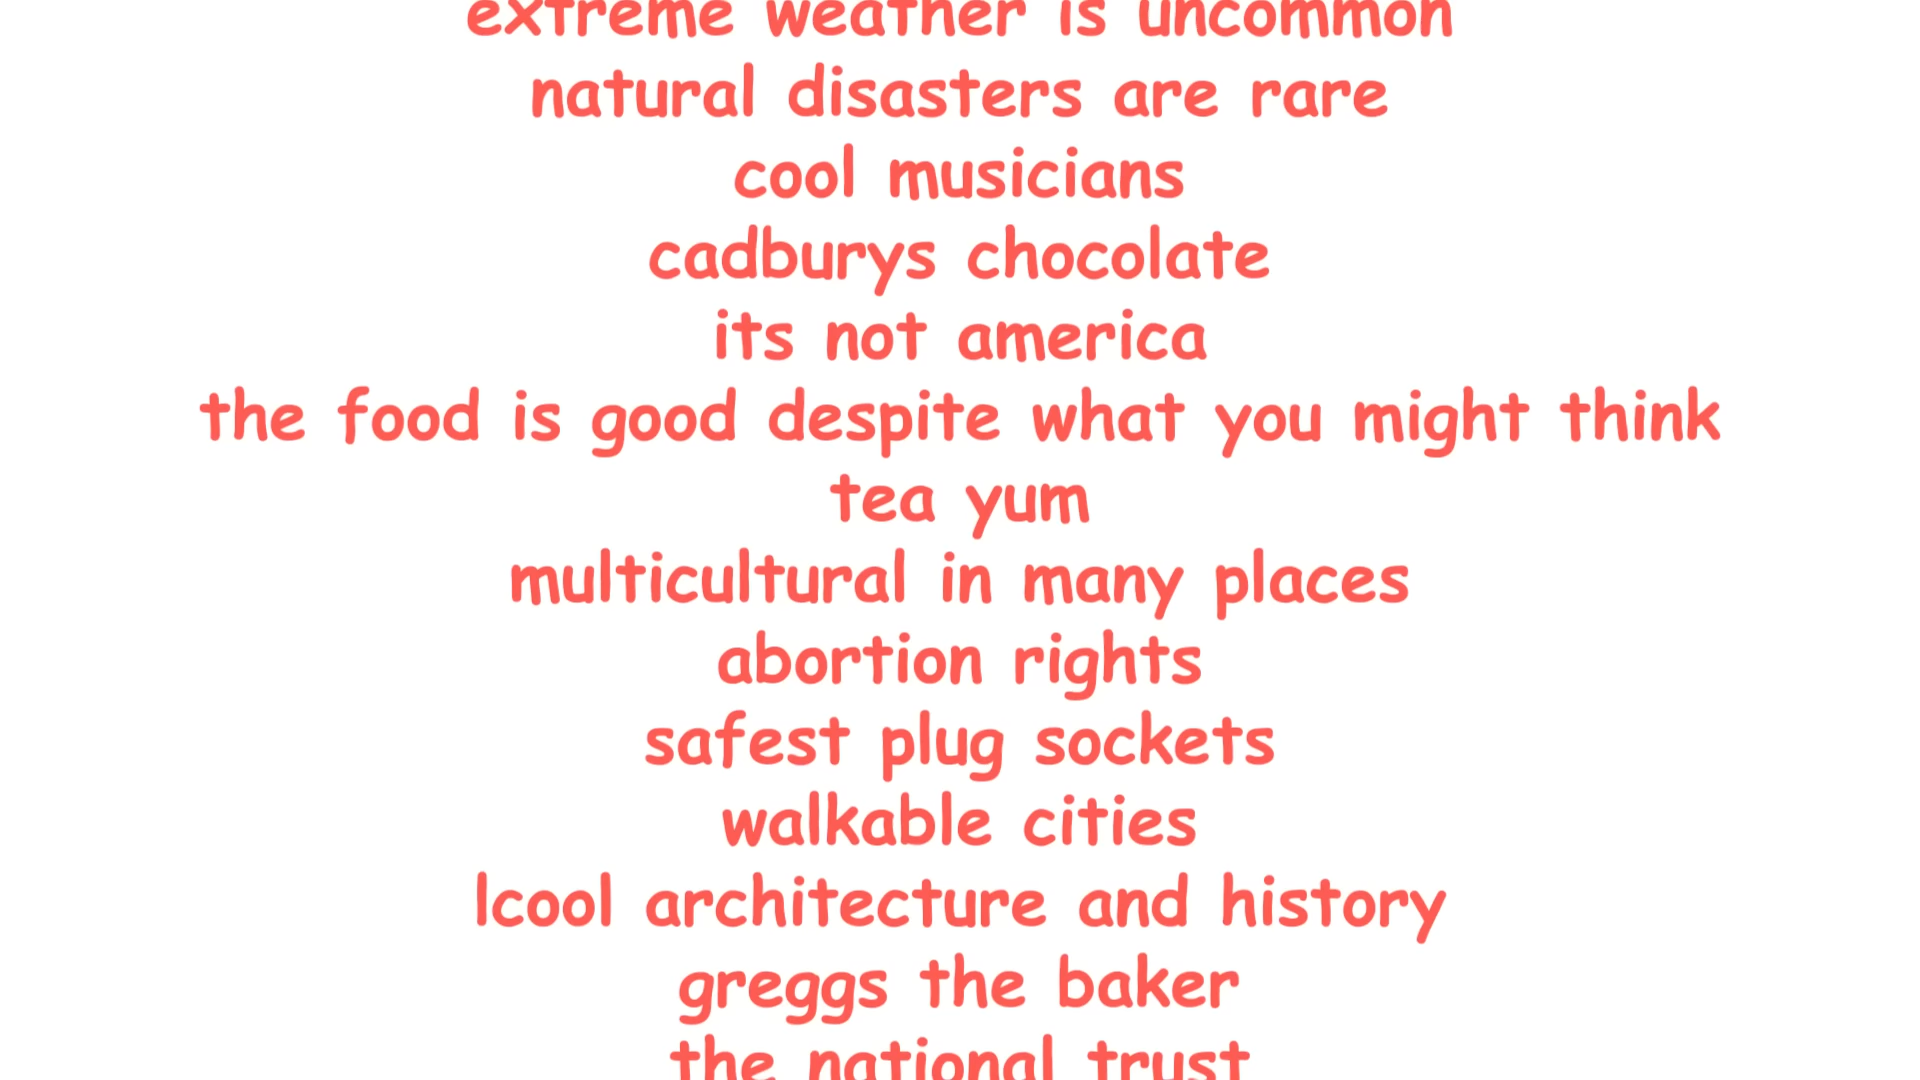 extreme weather is uncommon
natural disasters are rare
cool musicians
cadburys chocolate
its not america
the food is good despite what you might think
tea yum
multicultural in many places
abortion rights
safest plug sockets
walkable cities
lcool architecture and history
greggs the baker
the national trust